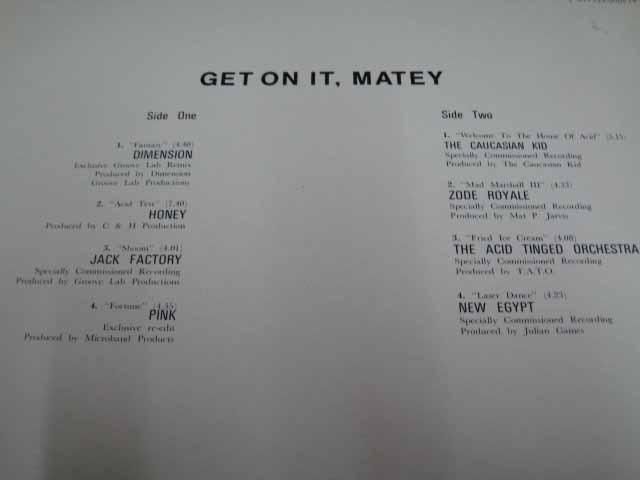 GET ON IT, MATEY
Side One
1. "Fantasy" (4.40)
DIMENSION
Exclusive Groove Lab Remix
Produced by Dimension
Groove Lab Productions
2. "Acid Test" (7.40)
HONEY
Produced by C & H Production
3. "Shoom" (4.01)
JACK FACTORY
Specially Commissioned Recording
Produced by Groove Lab Productions
4. "Fortune" (4.35)
PINK
Exclusive re-edit
Produced by Microband Products
Side Two
1. "Welcome To The House Of Acid" (5.15)
THE CAUCASIAN KID
Specially Commissioned Recording
Produced by The Caucasian Kid
2. "Mad Marshall III" (4.33)
ZODE ROYALE
Specially Commissioned Recording
Produced by Mat P. Jarvis
3. "Fried Ice Cream" (4.08)
THE ACID TINGED ORCHESTRA
Specially Commissioned Recording
Produced by T.A.T.O.
4. "Laser Dance" (4.23)
NEW EGYPT
Specially Commissioned Recording
Produced by Julian Games